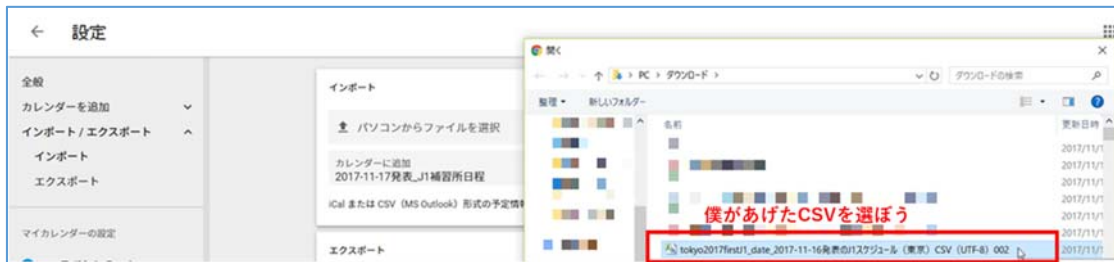 ← 設定
全般
カレンダーを追加
インポート / エクスポート
インポート
エクスポート
マイカレンダーの設定
インポート
パソコンからファイルを選択
カレンダーに追加
2017-11-17発表_J1補習所日程
iCal または CSV（MS Outlook）形式の予定情報
エクスポート
開く
PC › ダウンロード ›
ダウンロードの検索
整理 新しいフォルダー
名前 更新日時
2017/11/1
2017/11/1
2017/11/1
2017/11/1
2017/11/1
僕があげたCSVを選ぼう
2017/11/1
tokyo2017firstJ1_date_2017-11-16発表のJ1スケジュール（東京）CSV（UTF-8）002 2017/11/1